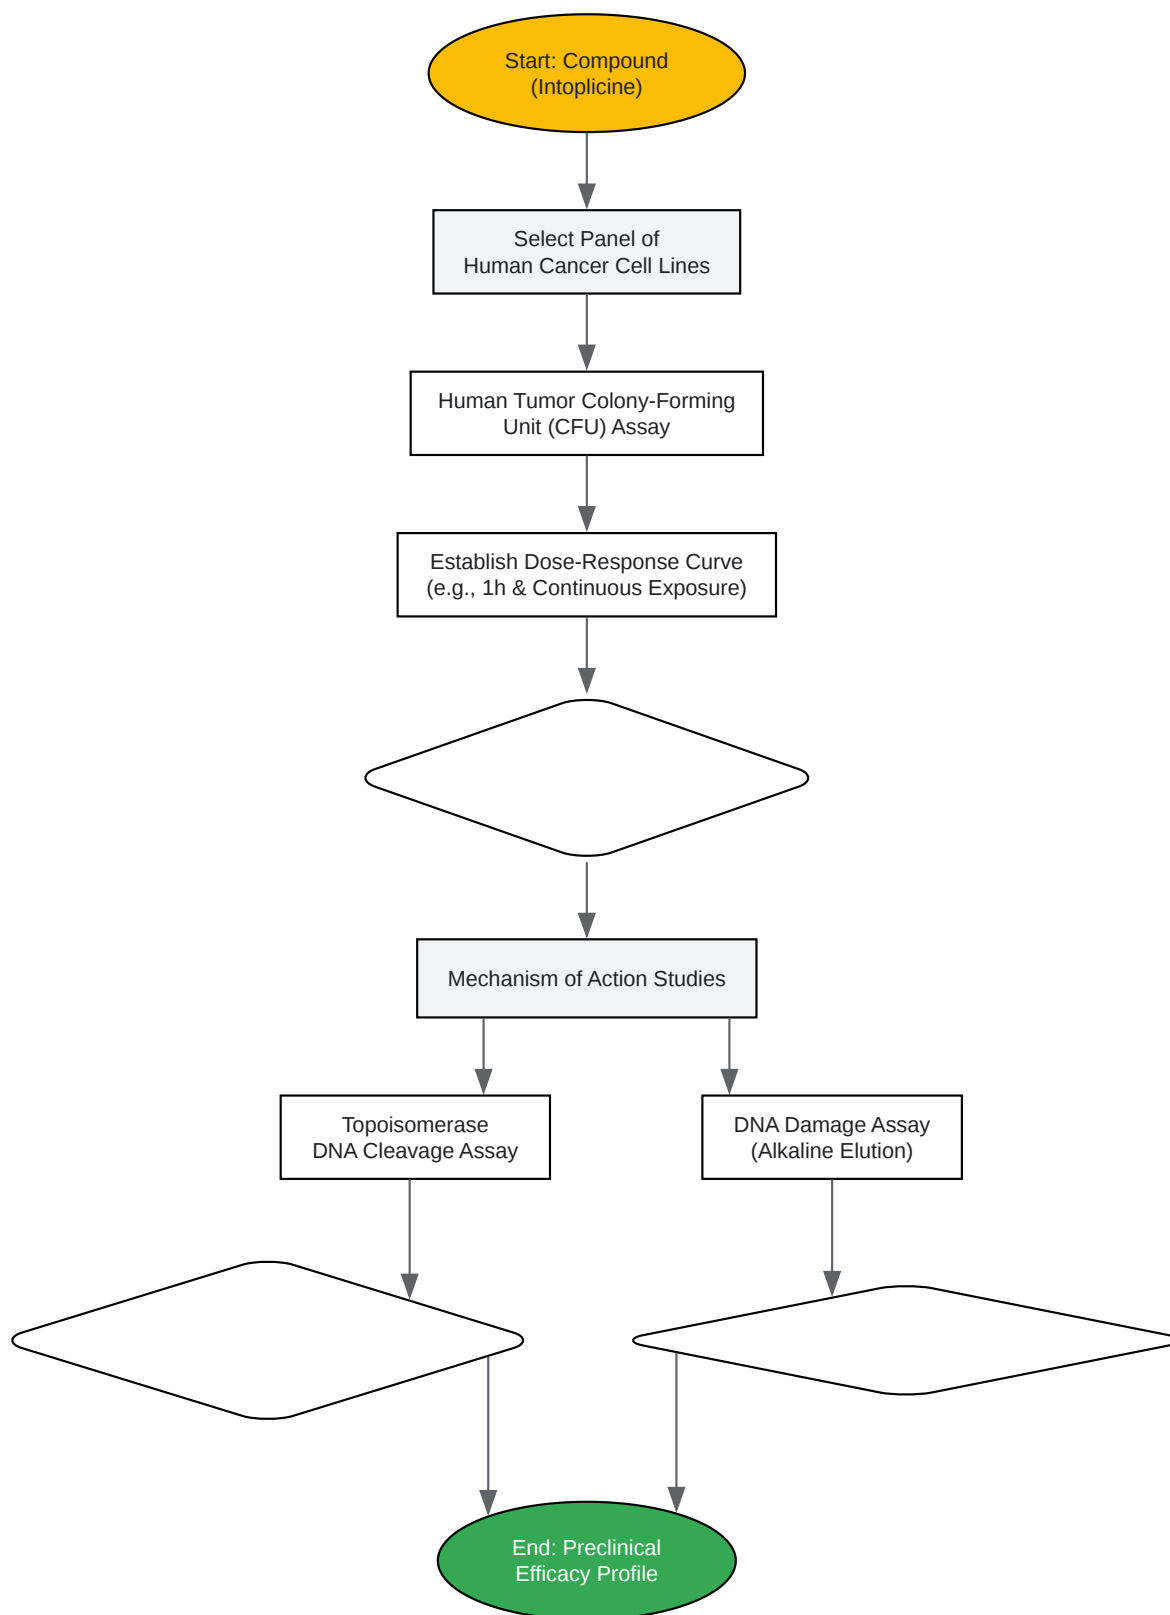 Start: Compound
(Intoplicine)
Select Panel of
Human Cancer Cell Lines
Human Tumor Colony-Forming
Unit (CFU) Assay
Establish Dose-Response Curve
(e.g., 1h & Continuous Exposure)
Mechanism of Action Studies
Topoisomerase
DNA Cleavage Assay
DNA Damage Assay
(Alkaline Elution)
End: Preclinical
Efficacy Profile